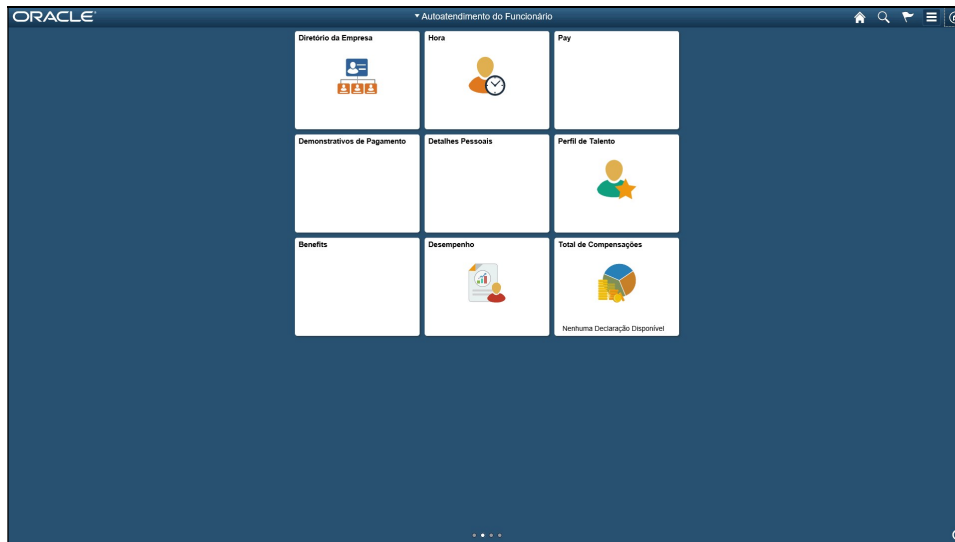 ORACLE
Autoatendimento do Funcionário
Diretório da Empresa
Hora
Pay
Demonstrativos de Pagamento
Detalhes Pessoais
Perfil de Talento
Benefits
Desempenho
Total de Compensações
Nenhuma Declaração Disponível